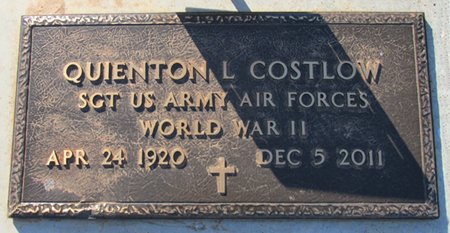 QUIENTON L COSTLOW
SGT US ARMY AIR FORCES
WORLD WAR II
APR 24 1920 DEC 5 2011